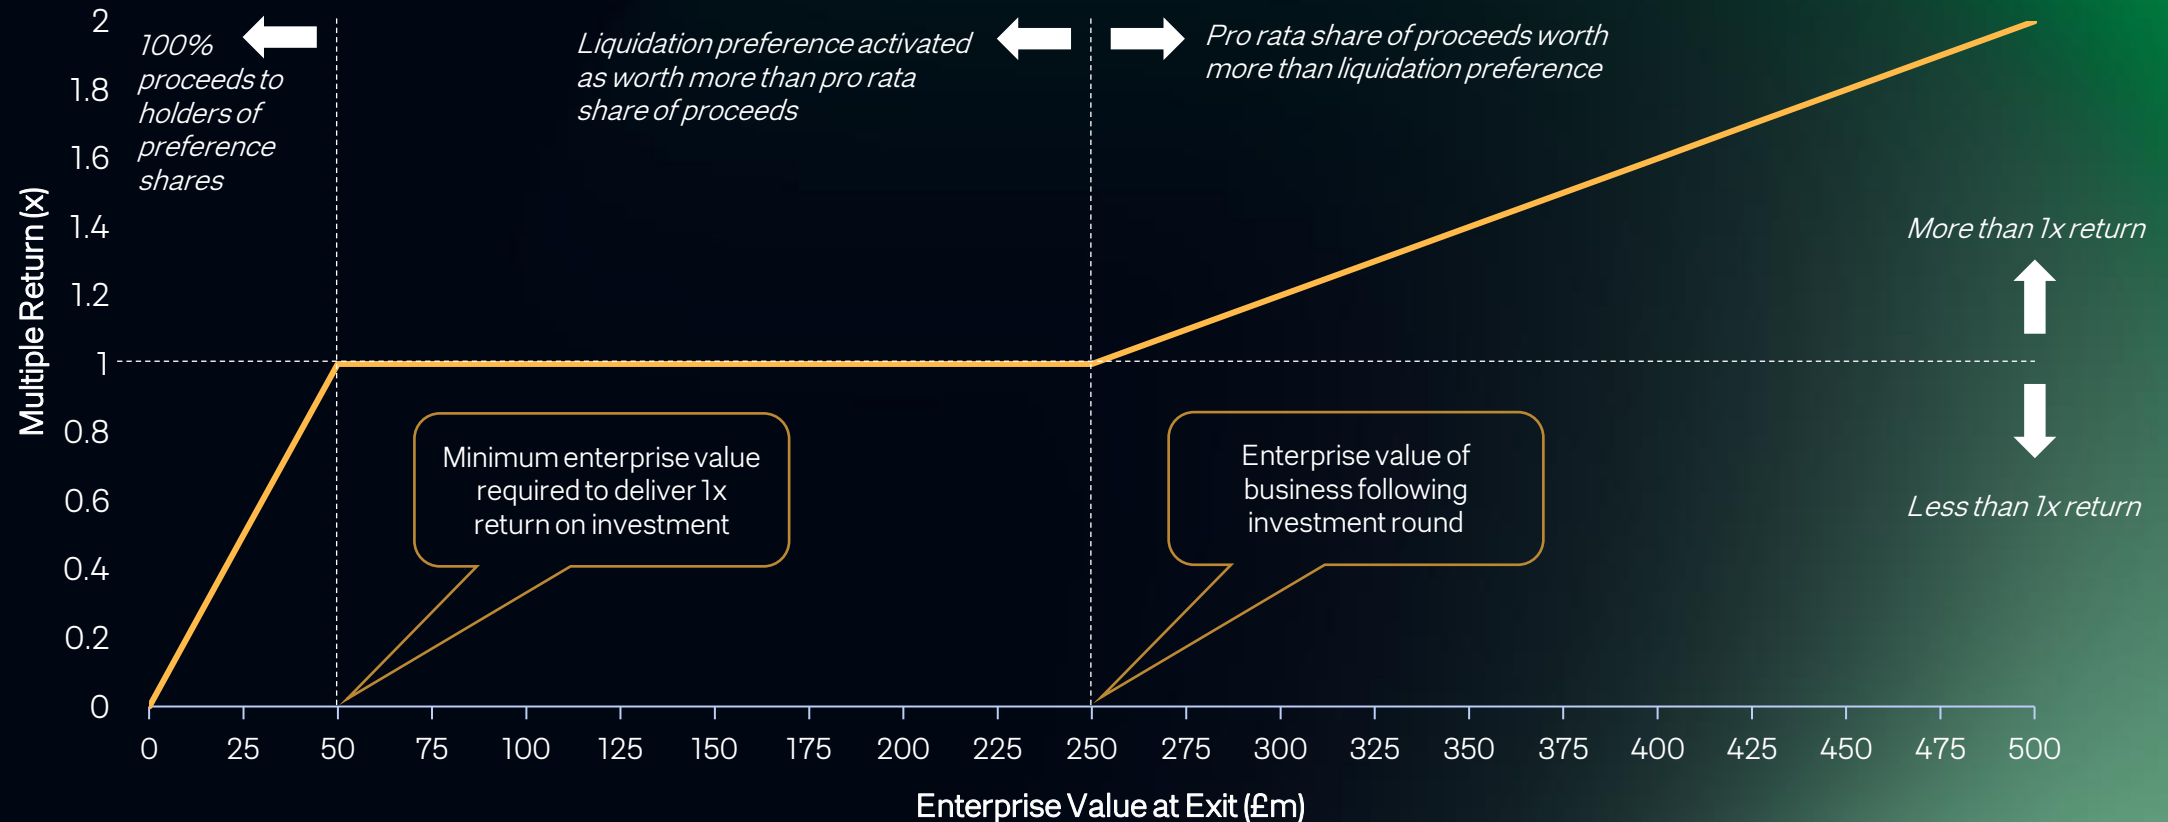 100%
proceeds to
holders of
preference
shares
Liquidation preference activated
as worth more than pro rata
share of proceeds
Pro rata share of proceeds worth
more than liquidation preference
Multiple Return (x)
2
1.8
1.6
1.4
1.2
1
0.8
0.6
0.4
0.2
0
More than 1x return
Less than 1x return
Minimum enterprise value
required to deliver 1x
return on investment
Enterprise value of
business following
investment round
0 25 50 75 100 125 150 175 200 225 250 275 300 325 350 375 400 425 450 475 500
Enterprise Value at Exit (£m)